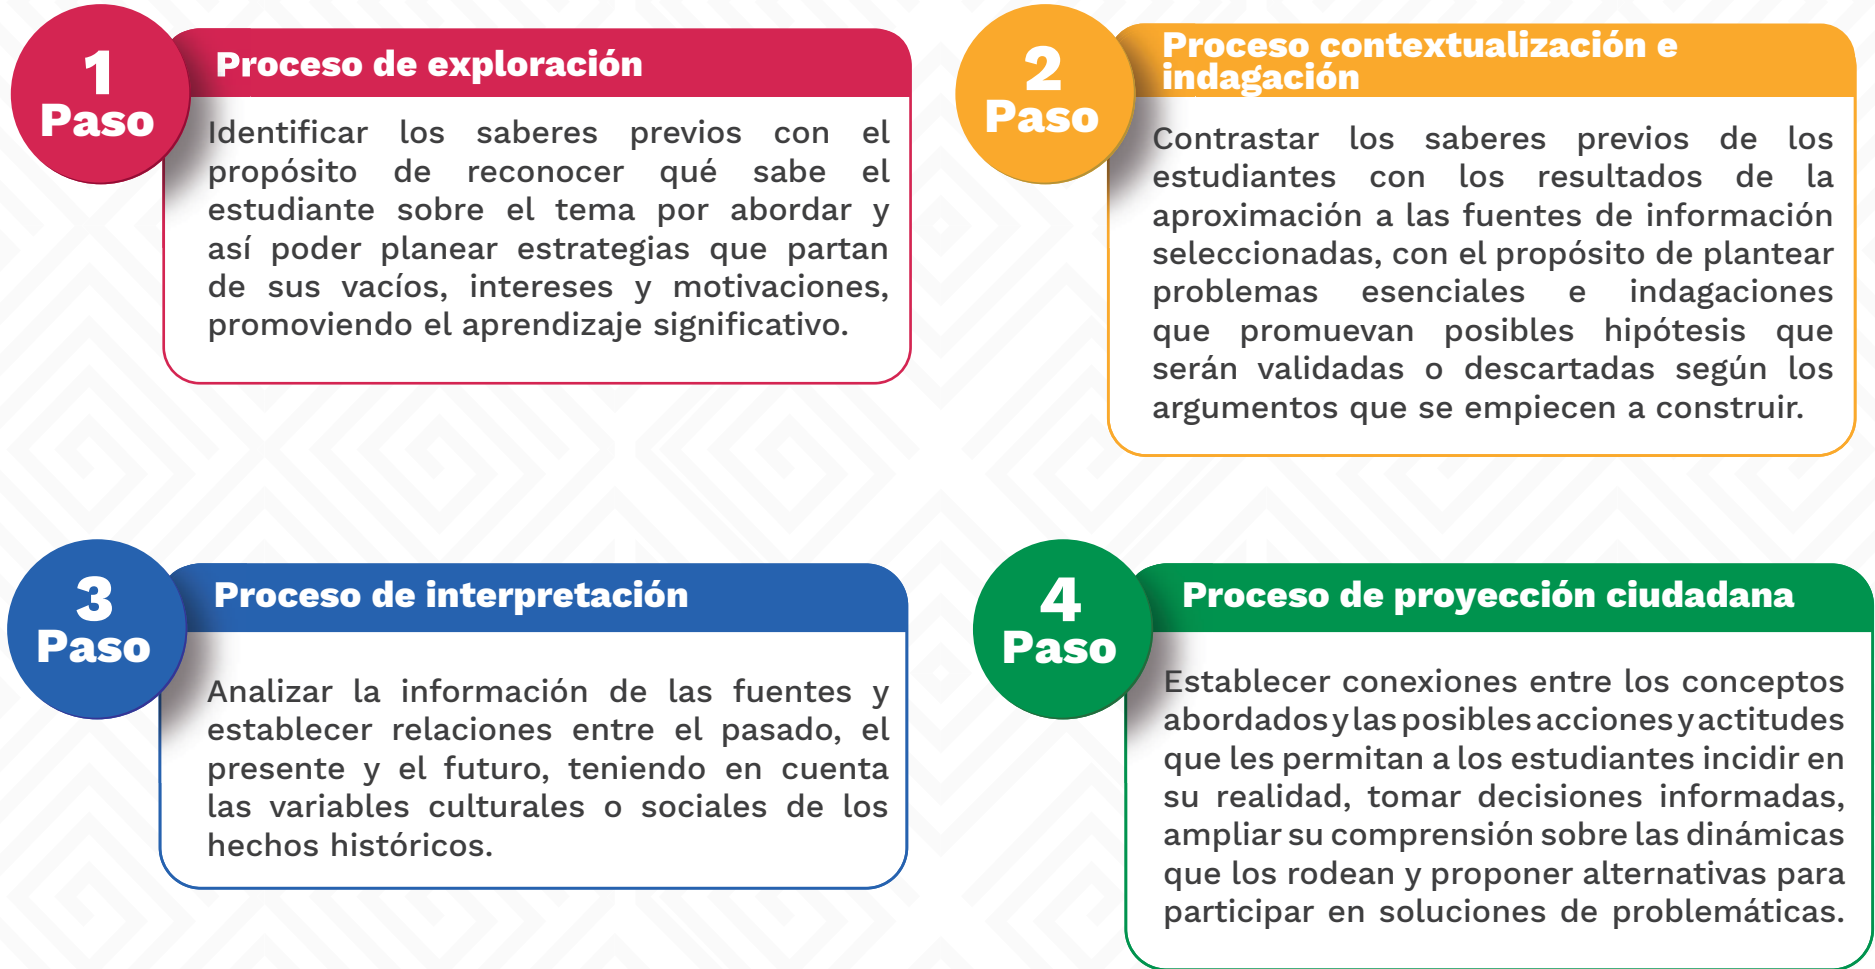 1
Paso
Proceso de exploración
Identificar los saberes previos con el
propósito de reconocer qué sabe el
estudiante sobre el tema por abordar y
así poder planear estrategias que partan
de sus vacíos, intereses y motivaciones,
promoviendo el aprendizaje significativo.
2
Paso
Proceso contextualización e
indagación
Contrastar los saberes previos de los
estudiantes con los resultados de la
aproximación a las fuentes de información
seleccionadas, con el propósito de plantear
problemas esenciales e indagaciones
que promuevan posibles hipótesis que
serán validadas o descartadas según los
argumentos que se empiecen a construir.
3
Paso
Proceso de interpretación
Analizar la información de las fuentes y
establecer relaciones entre el pasado, el
presente y el futuro, teniendo en cuenta
las variables culturales o sociales de los
hechos históricos.
4
Paso
Proceso de proyección ciudadana
Establecer conexiones entre los conceptos
abordados y las posibles acciones y actitudes
que les permitan a los estudiantes incidir en
su realidad, tomar decisiones informadas,
ampliar su comprensión sobre las dinámicas
que los rodean y proponer alternativas para
participar en soluciones de problemáticas.